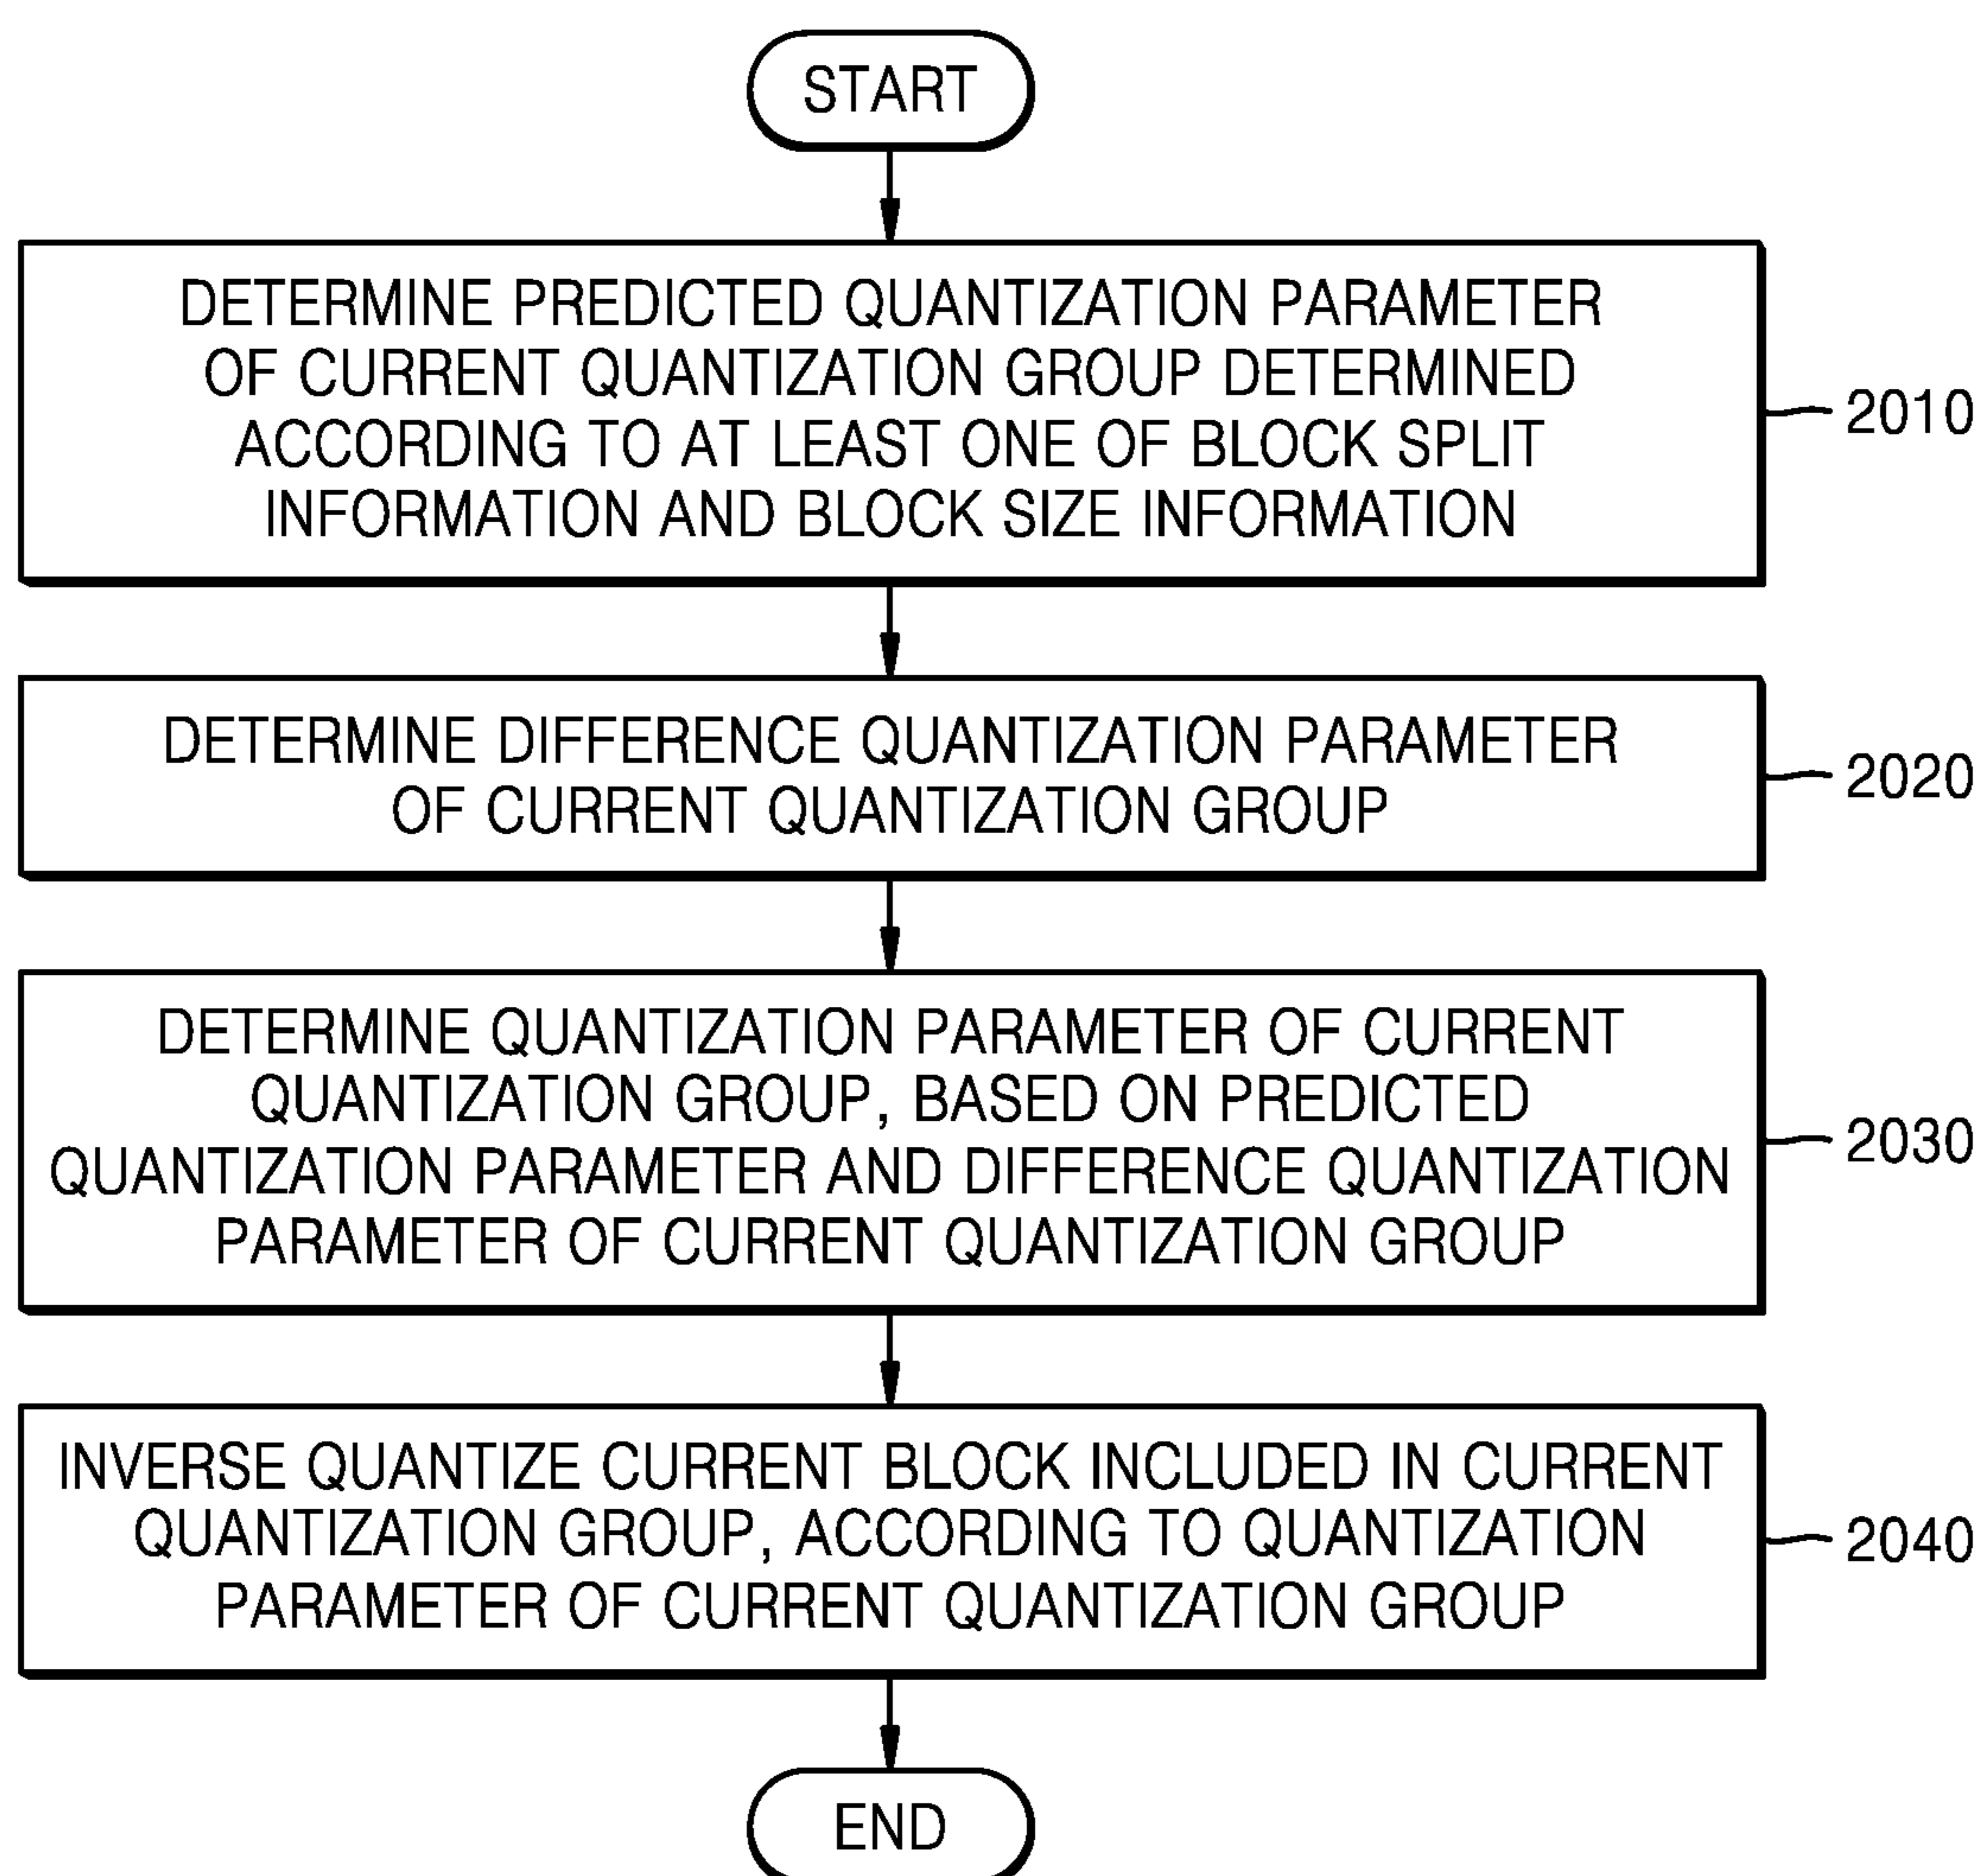 START
DETERMINE PREDICTED QUANTIZATION PARAMETER
OF CURRENT QUANTIZATION GROUP DETERMINED
ACCORDING TO AT LEAST ONE OF BLOCK SPLIT
INFORMATION AND BLOCK SIZE INFORMATION
2010
DETERMINE DIFFERENCE QUANTIZATION PARAMETER
OF CURRENT QUANTIZATION GROUP
2020
DETERMINE QUANTIZATION PARAMETER OF CURRENT
QUANTIZATION GROUP, BASED ON PREDICTED
QUANTIZATION PARAMETER AND DIFFERENCE QUANTIZATION
PARAMETER OF CURRENT QUANTIZATION GROUP
2030
INVERSE QUANTIZE CURRENT BLOCK INCLUDED IN CURRENT
QUANTIZATION GROUP, ACCORDING TO QUANTIZATION
PARAMETER OF CURRENT QUANTIZATION GROUP
2040
END